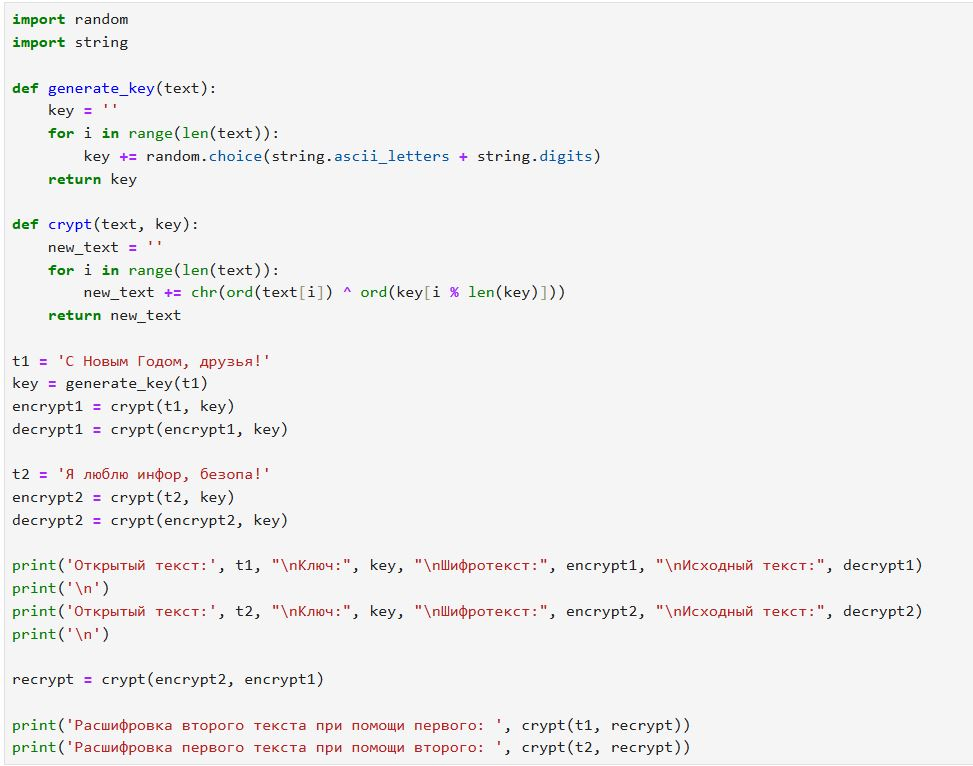 import random
import string

def generate_key(text):
    key = ''
    for i in range(len(text)):
        key += random.choice(string.ascii_letters + string.digits)
    return key

def crypt(text, key):
    new_text = ''
    for i in range(len(text)):
        new_text += chr(ord(text[i]) ^ ord(key[i % len(key)]))
    return new_text

t1 = 'С Новым Годом, друзья!'
key = generate_key(t1)
encrypt1 = crypt(t1, key)
decrypt1 = crypt(encrypt1, key)

t2 = 'Я люблю инфор, безопа!'
encrypt2 = crypt(t2, key)
decrypt2 = crypt(encrypt2, key)

print('Открытый текст:', t1, "\nКлюч:", key, "\nШифротекст:", encrypt1, "\nИсходный текст:", decrypt1)
print('\n')
print('Открытый текст:', t2, "\nКлюч:", key, "\nШифротекст:", encrypt2, "\nИсходный текст:", decrypt2)
print('\n')

recrypt = crypt(encrypt2, encrypt1)

print('Расшифровка второго текста при помощи первого: ', crypt(t1, recrypt))
print('Расшифровка первого текста при помощи второго: ', crypt(t2, recrypt))